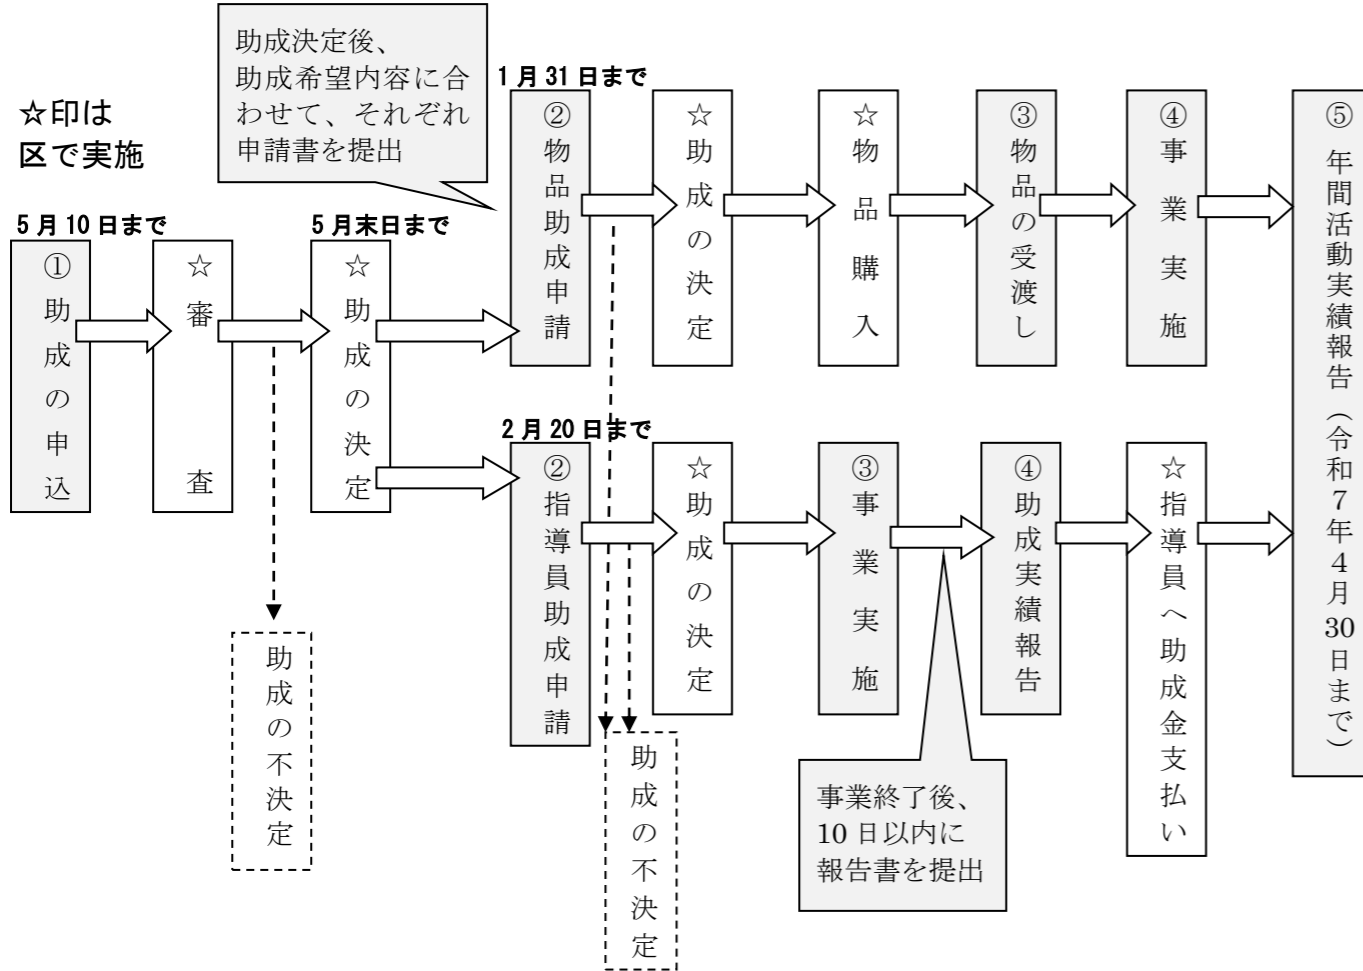 助成決定後、
助成希望内容に合
わせて、それぞれ
申請書を提出
☆印は
区で実施
5月10日まで
①助成の申込
☆審査
5月末日まで
☆助成の決定
助成の不決定
1月31日まで
②物品助成申請
☆助成の決定
☆物品購入
③物品の受渡し
④事業実施
2月20日まで
②指導員助成申請
☆助成の決定
③事業実施
④助成実績報告
☆指導員へ助成金支払い
助成の不決定
事業終了後、
10日以内に
報告書を提出
⑤年間活動実績報告（令和7年4月30日まで）